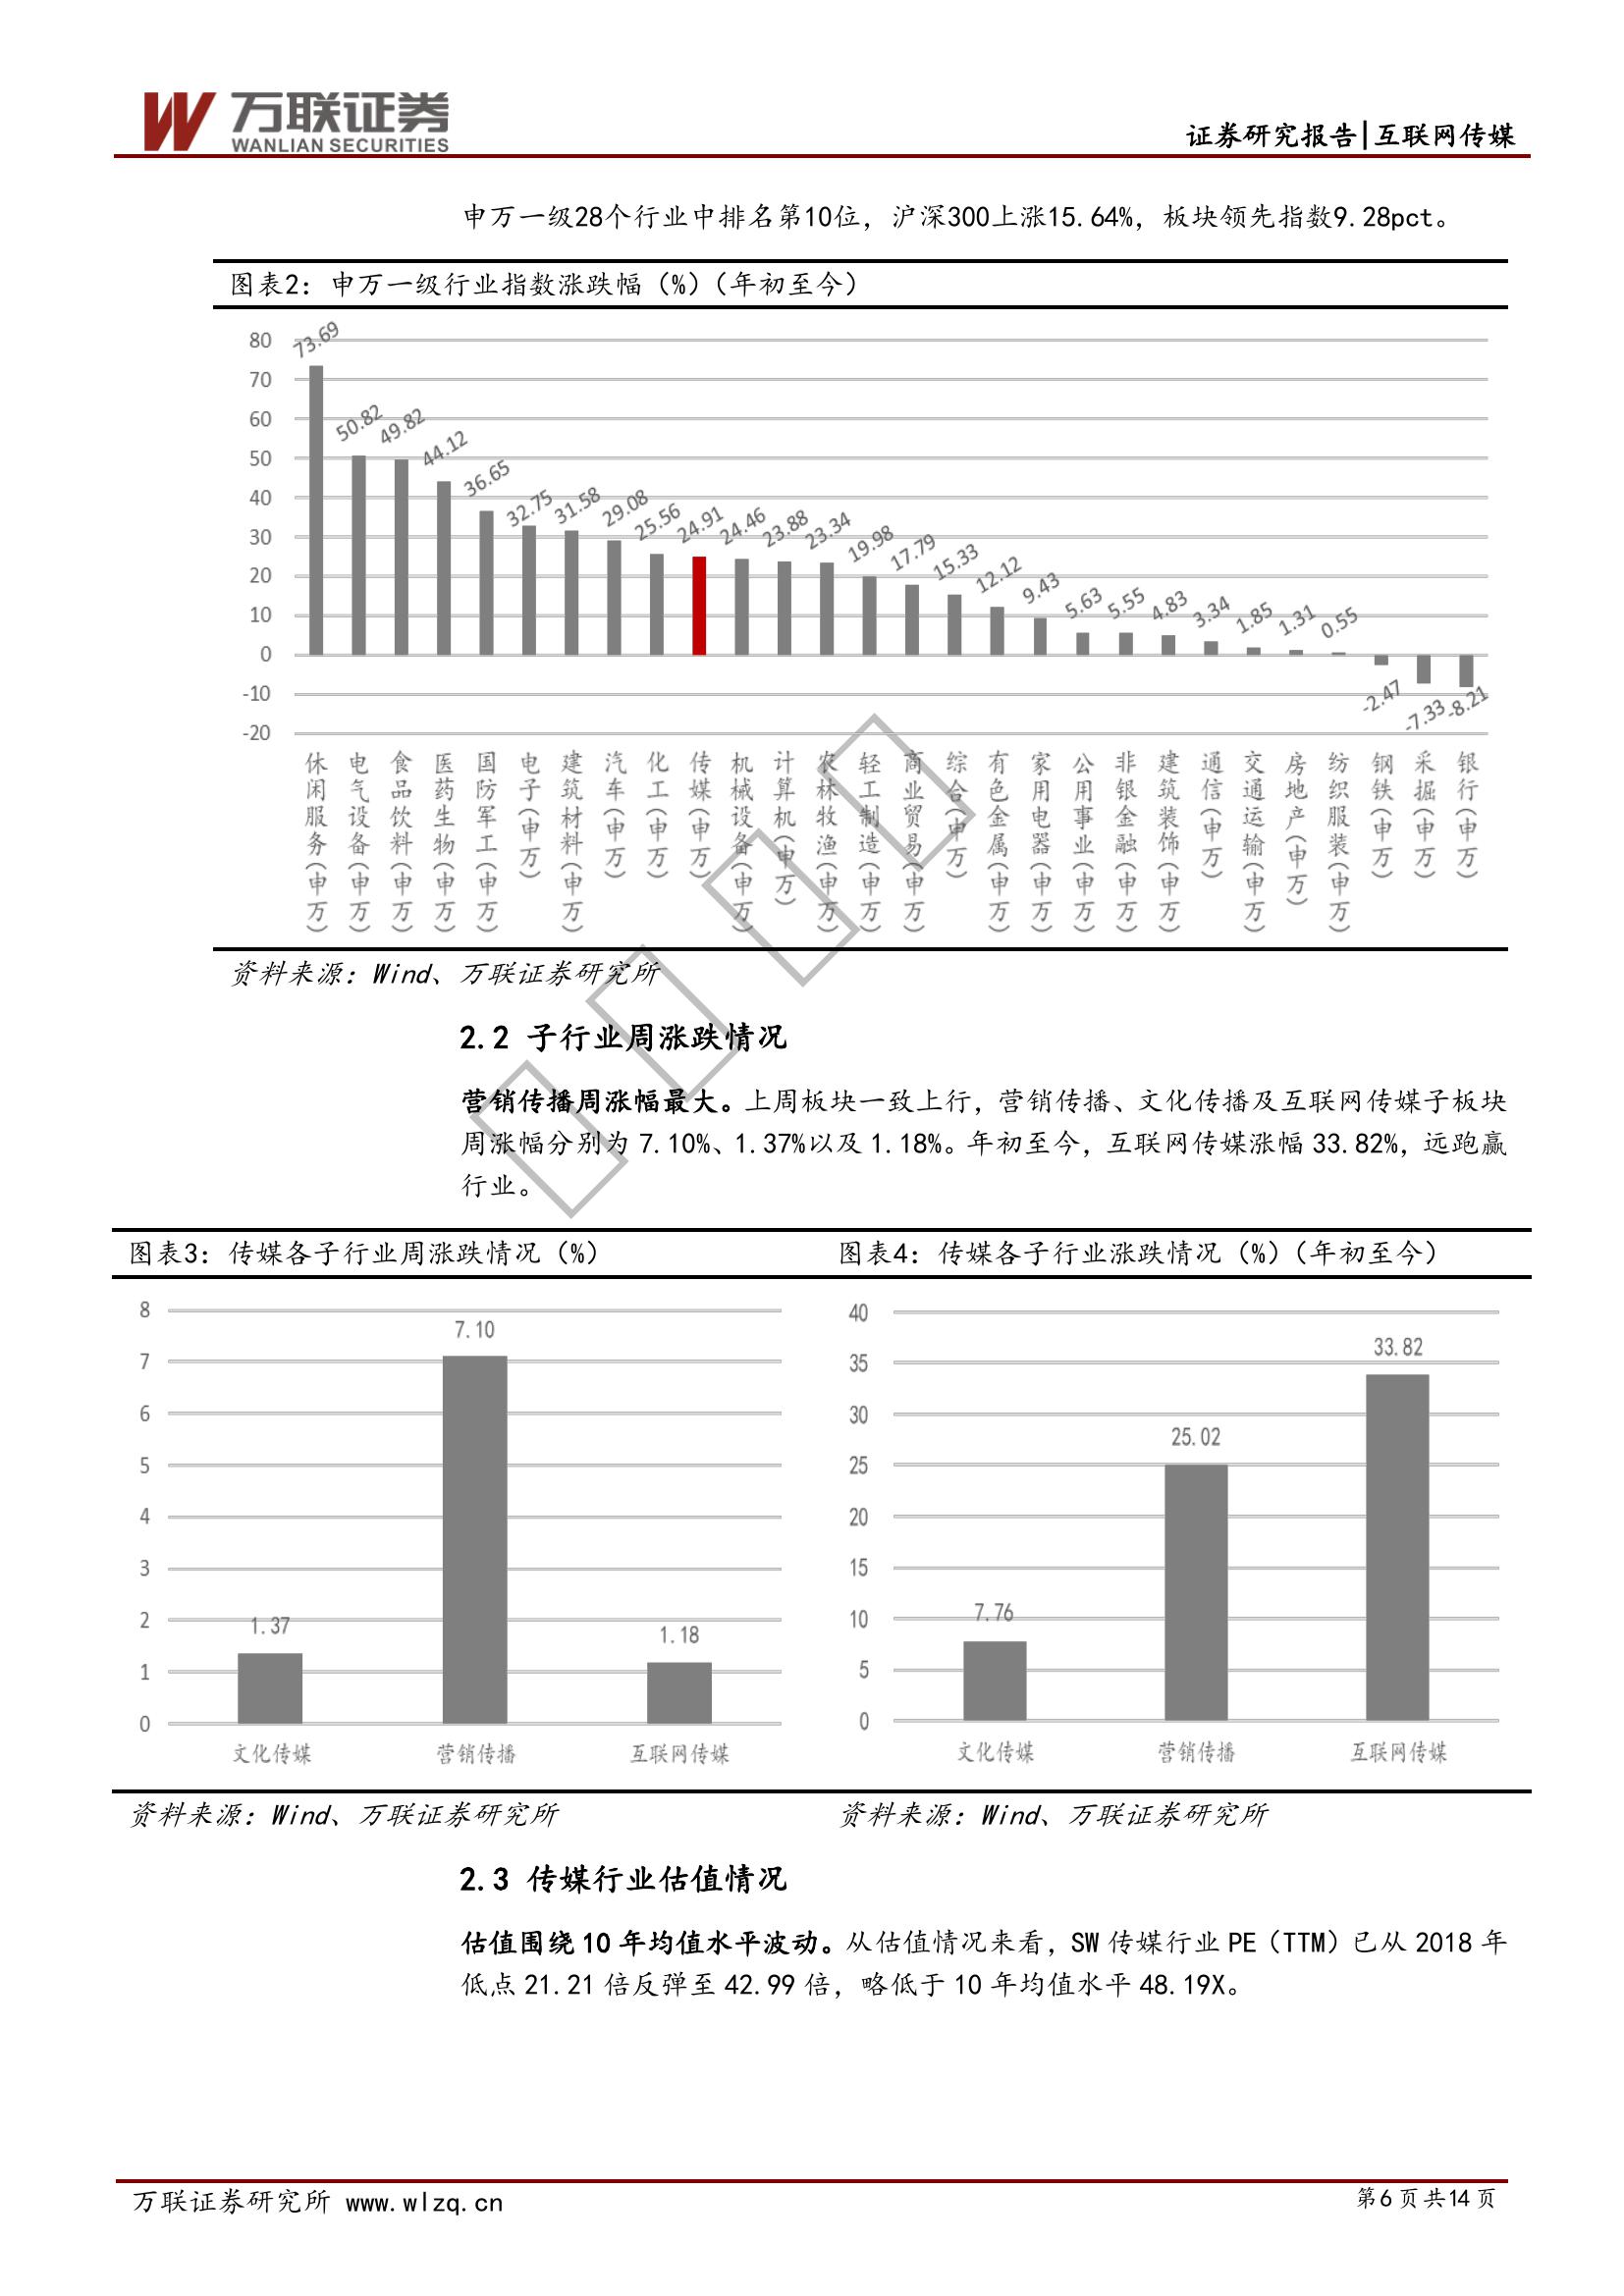 万联证券
WANLIAN SECURITIES
证券研究报告|互联网传媒
申万一级28个行业中排名第10位，沪深300上涨15.64%，板块领先指数9.28pct。
图表2：申万一级行业指数涨跌幅（%）（年初至今）
80
70
60
50
40
30
20
10
0
-10
-20
73.69
50.82
49.82
44.12
36.65
32.75
31.58
29.08
25.56
24.91
24.46
23.88
23.34
19.98
17.79
15.33
12.12
9.43
5.63
5.55
4.83
3.34
1.85
1.31
0.55
-2.47
-7.33
-8.21
休闲服务(申万)
电气设备(申万)
食品饮料(申万)
医药生物(申万)
国防军工(申万)
电子(申万)
建筑材料(申万)
汽车(申万)
化工(申万)
传媒(申万)
机械设备(申万)
计算机(申万)
农林牧渔(申万)
轻工制造(申万)
商业贸易(申万)
综合(申万)
有色金属(申万)
家用电器(申万)
公用事业(申万)
非银金融(申万)
建筑装饰(申万)
通信(申万)
交通运输(申万)
房地产(申万)
纺织服装(申万)
钢铁(申万)
采掘(申万)
银行(申万)
资料来源：Wind、万联证券研究所
2.2 子行业周涨跌情况
营销传播周涨幅最大。上周板块一致上行，营销传播、文化传播及互联网传媒子板块
周涨幅分别为 7.10%、1.37%以及 1.18%。年初至今，互联网传媒涨幅 33.82%，远跑赢
行业。
图表3：传媒各子行业周涨跌情况（%）
8
7
6
5
4
3
2
1
0
1.37
7.10
1.18
文化传媒
营销传播
互联网传媒
资料来源：Wind、万联证券研究所
图表4：传媒各子行业涨跌情况（%）（年初至今）
40
35
30
25
20
15
10
5
0
7.76
25.02
33.82
文化传媒
营销传播
互联网传媒
资料来源：Wind、万联证券研究所
2.3 传媒行业估值情况
估值围绕 10 年均值水平波动。从估值情况来看，SW 传媒行业 PE（TTM）已从 2018 年
低点 21.21 倍反弹至 42.99 倍，略低于 10 年均值水平 48.19X。
万联证券研究所 www.wlzq.cn
第 6 页 共 14 页